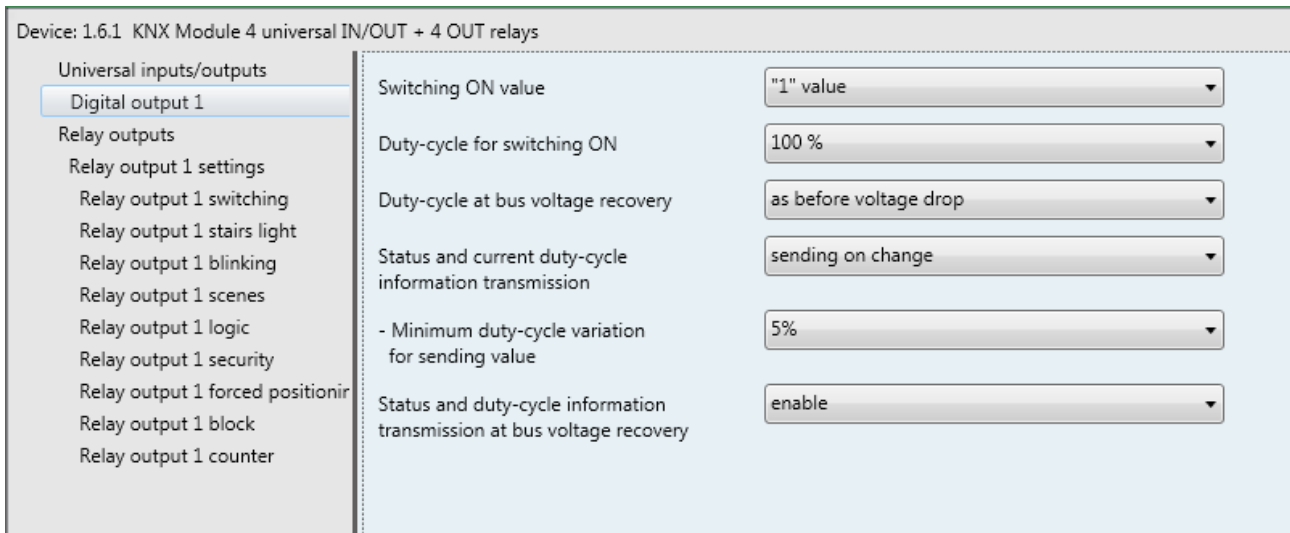 Device: 1.6.1 KNX Module 4 universal IN/OUT + 4 OUT relays
Universal inputs/outputs
Digital output 1
Relay outputs
Relay output 1 settings
Relay output 1 switching
Relay output 1 stairs light
Relay output 1 blinking
Relay output 1 scenes
Relay output 1 logic
Relay output 1 security
Relay output 1 forced positionin
Relay output 1 block
Relay output 1 counter
Switching ON value
"1" value
Duty-cycle for switching ON
100 %
Duty-cycle at bus voltage recovery
as before voltage drop
Status and current duty-cycle
information transmission
sending on change
- Minimum duty-cycle variation
for sending value
5%
Status and duty-cycle information
transmission at bus voltage recovery
enable